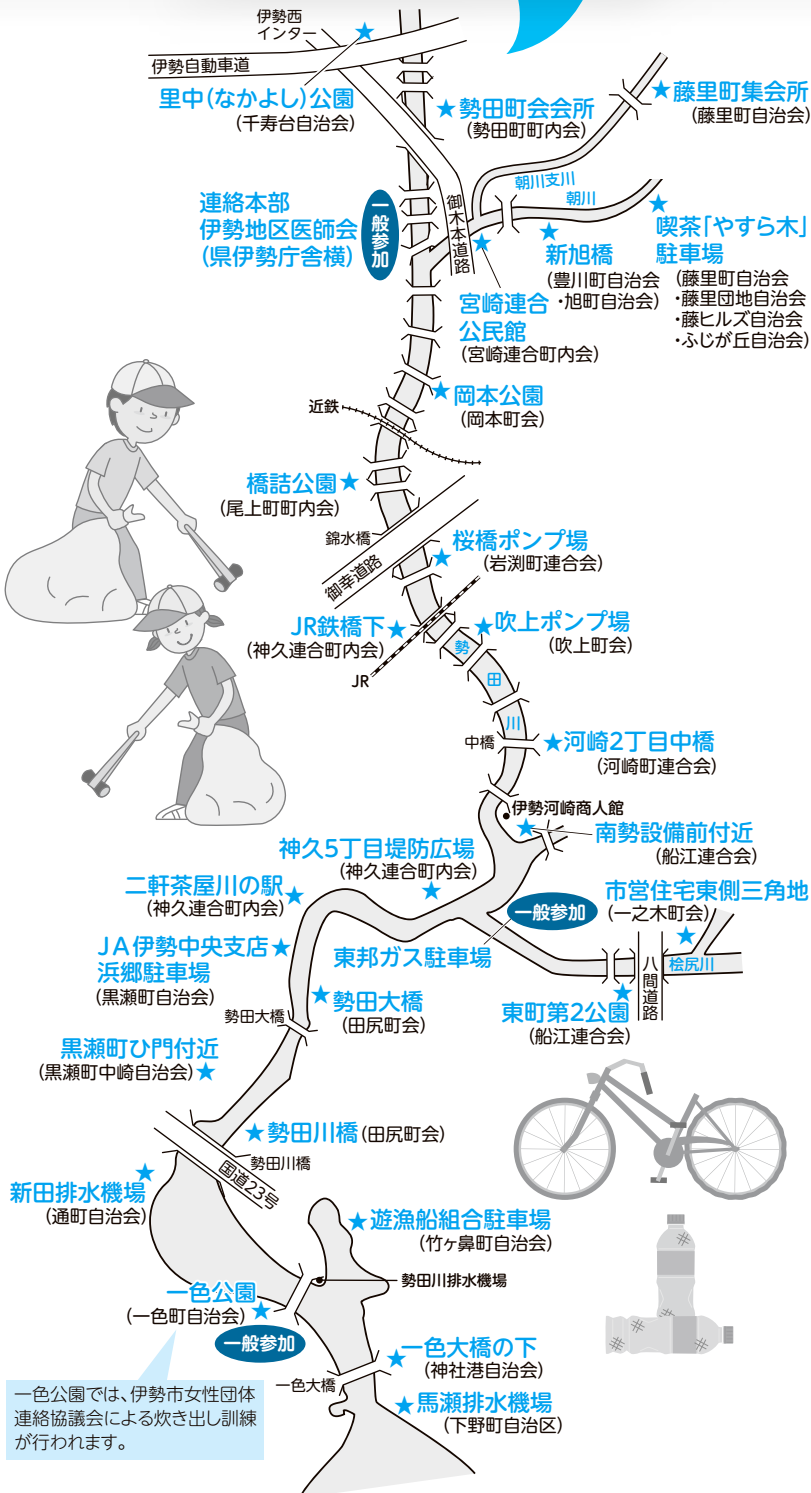 伊勢西
インター
伊勢自動車道
里中(なかよし)公園
(千寿台自治会)
勢田町会会所
(勢田町町内会)
藤里町集会所
(藤里町自治会)
朝川支川
朝川
御木本道路
連絡本部
伊勢地区医師会
(県伊勢庁舎横)
一般参加
新旭橋
(豊川町自治会
・旭町自治会)
喫茶「やすら木」
駐車場
(藤里町自治会
・藤里団地自治会
・藤ヒルズ自治会
・ふじが丘自治会)
宮崎連合
公民館
(宮崎連合町内会)
岡本公園
(岡本町会)
近鉄
橋詰公園
(尾上町町内会)
錦水橋
御幸道路
桜橋ポンプ場
(岩渕町連合会)
JR鉄橋下
(神久連合町内会)
JR
吹上ポンプ場
(吹上町会)
勢
田
川
中橋
河崎2丁目中橋
(河崎町連合会)
伊勢河崎商人館
南勢設備前付近
(船江連合会)
神久5丁目堤防広場
(神久連合町内会)
二軒茶屋川の駅
(神久連合町内会)
市営住宅東側三角地
(一之木町会)
一般参加
東邦ガス駐車場
JA伊勢中央支店
浜郷駐車場
(黒瀬町自治会)
八間道路
桧尻川
東町第2公園
(船江連合会)
勢田大橋
(田尻町会)
勢田大橋
黒瀬町ひ門付近
(黒瀬町中崎自治会)
勢田川橋(田尻町会)
勢田川橋
国道23号
新田排水機場
(通町自治会)
遊漁船組合駐車場
(竹ヶ鼻町自治会)
勢田川排水機場
一色公園
(一色町自治会)
一般参加
一色大橋の下
(神社港自治会)
一色大橋
馬瀬排水機場
(下野町自治区)
一色公園では、伊勢市女性団体
連絡協議会による炊き出し訓練
が行われます。